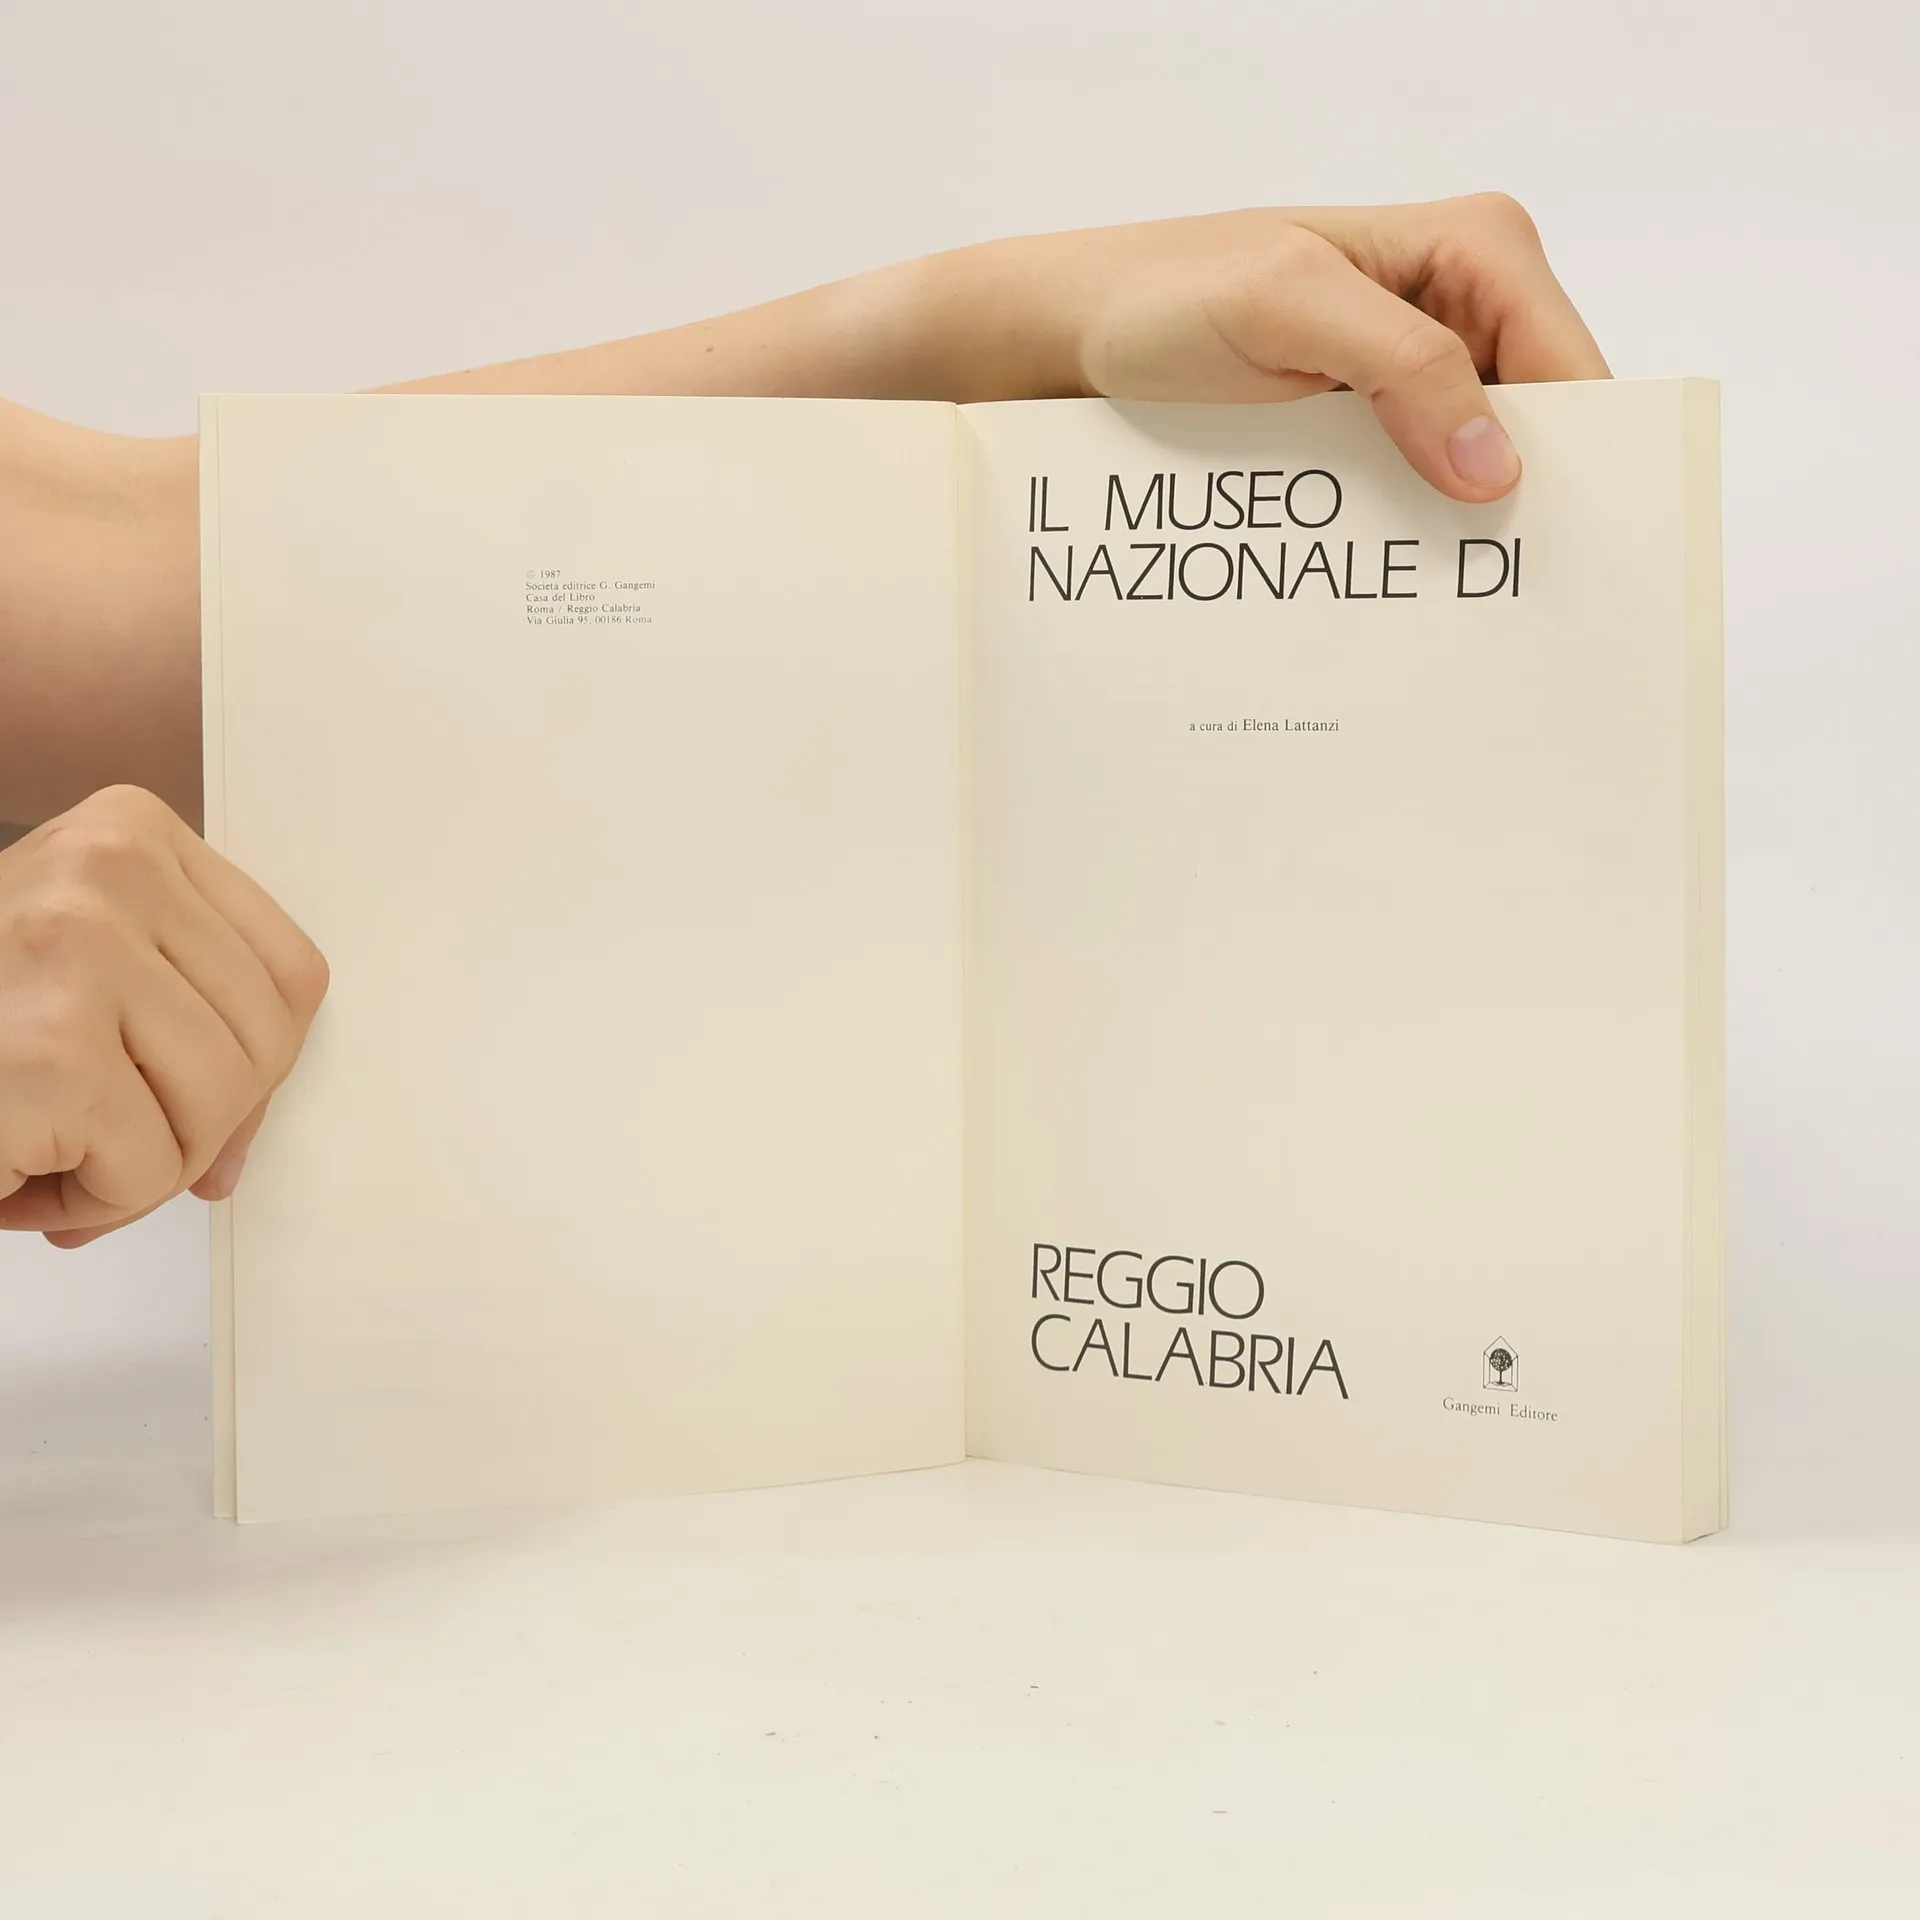 © 1987
Società editrice G. Gangemi
Casa del Libro
Roma / Reggio Calabria
Via Giulia 95, 00186 Roma
IL MUSEO
NAZIONALE DI
a cura di Elena Lattanzi
REGGIO
CALABRIA
Gangemi Editore